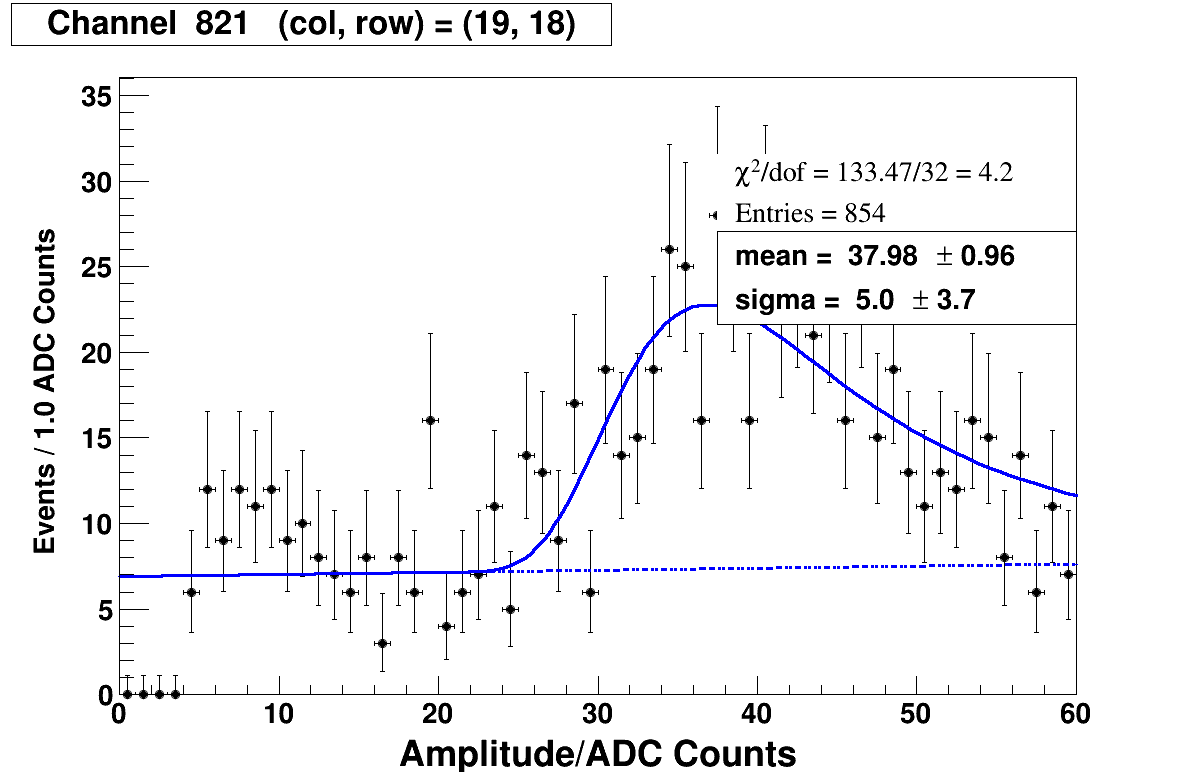 Channel 821 (col, row) = (19, 18)
35
30
25
20
15
10
5
0
Events / 1.0 ADC Counts
χ²/dof = 133.47/32 = 4.2
Entries = 854
mean = 37.98 ± 0.96
sigma = 5.0 ± 3.7
0 10 20 30 40 50 60
Amplitude/ADC Counts